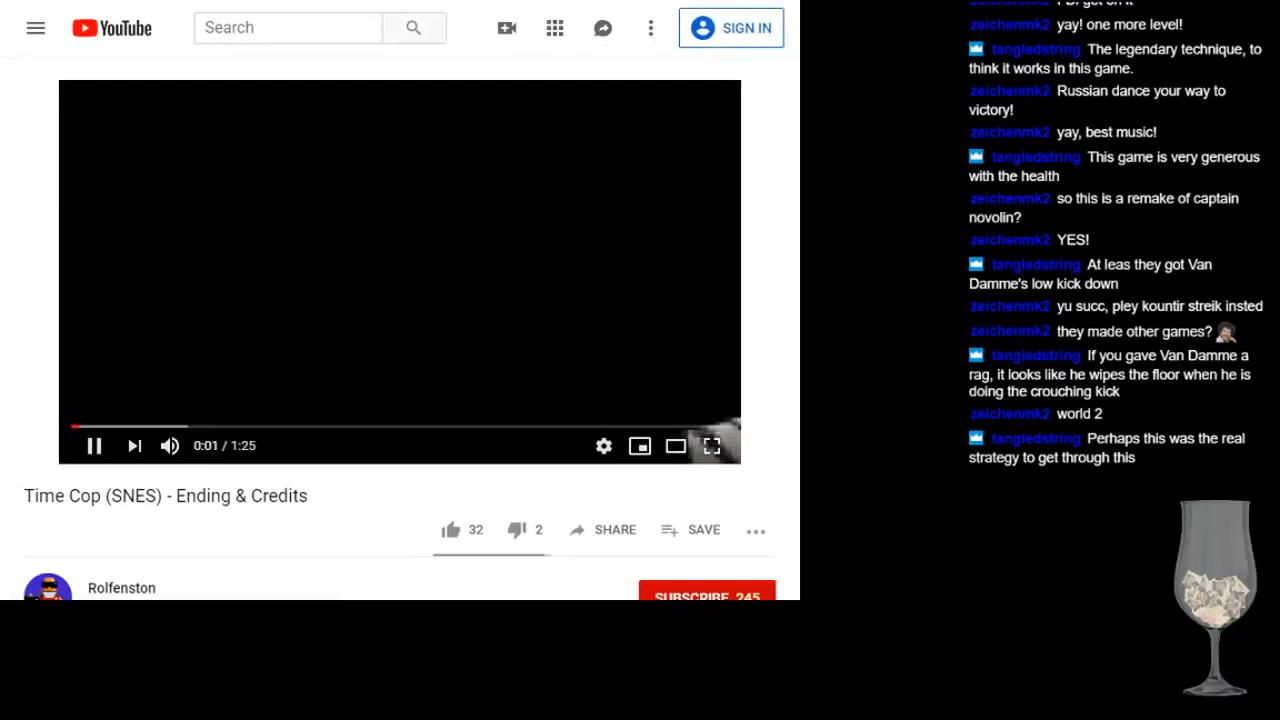 YouTube
Search
SIGN IN
0:01 / 1:25
Time Cop (SNES) - Ending & Credits
32
2
SHARE
SAVE
Rolfenston
SUBSCRIBE 245
zeichenmk2 yay! one more level!
tangledstring The legendary technique, to
think it works in this game.
zeichenmk2 Russian dance your way to
victory!
zeichenmk2 yay, best music!
tangledstring This game is very generous
with the health
zeichenmk2 so this is a remake of captain
novolin?
zeichenmk2 YES!
tangledstring At leas they got Van
Damme's low kick down
zeichenmk2 yu succ, pley kountir streik insted
zeichenmk2 they made other games?
tangledstring If you gave Van Damme a
rag, it looks like he wipes the floor when he is
doing the crouching kick
zeichenmk2 world 2
tangledstring Perhaps this was the real
strategy to get through this